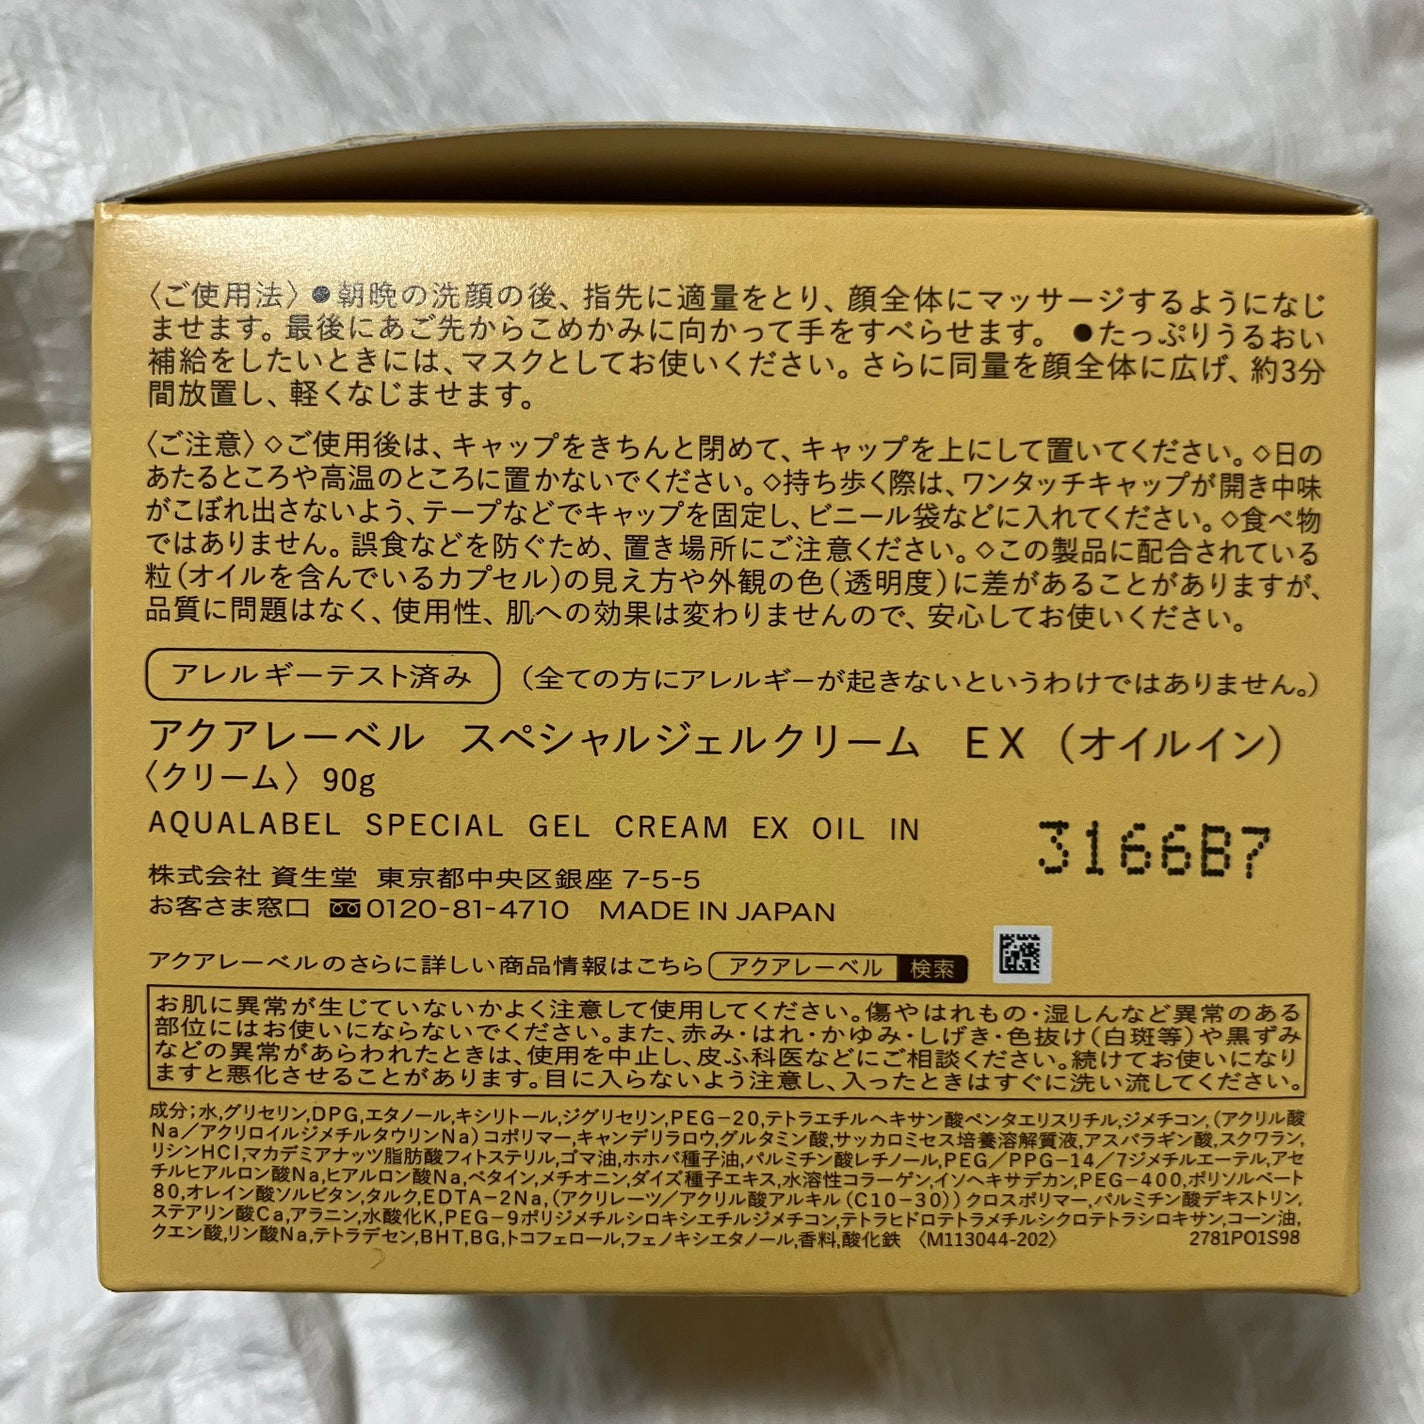 〈ご使用法〉●朝晩の洗顔の後、指先に適量をとり、顔全体にマッサージするようになじ
ませます。最後にあご先からこめかみに向かって手をすべらせます。 ●たっぷりうるおい
補給をしたいときには、マスクとしてお使いください。さらに同量を顔全体に広げ、約3分
間放置し、軽くなじませます。
〈ご注意〉◇ご使用後は、キャップをきちんと閉めて、キャップを上にして置いてください。◇日の
あたるところや高温のところに置かないでください。◇持ち歩く際は、ワンタッチキャップが開き中味
がこぼれ出さないよう、テープなどでキャップを固定し、ビニール袋などに入れてください。◇食べ物
ではありません。誤食などを防ぐため、置き場所にご注意ください。◇この製品に配合されている
粒(オイルを含んでいるカプセル)の見え方や外観の色(透明度)に差があることがありますが、
品質に問題はなく、使用性、肌への効果は変わりませんので、安心してお使いください。
アレルギーテスト済み (全ての方にアレルギーが起きないというわけではありません。)
アクアレーベル スペシャルジェルクリーム EX (オイルイン)
〈クリーム〉90g
AQUALABEL SPECIAL GEL CREAM EX OIL IN
3166B7
株式会社 資生堂 東京都中央区銀座 7-5-5
お客さま窓口 0120-81-4710 MADE IN JAPAN
アクアレーベルのさらに詳しい商品情報はこちら アクアレーベル 検索
お肌に異常が生じていないかよく注意して使用してください。傷やはれもの・湿しんなど異常のある
部位にはお使いにならないでください。また、赤み・はれ・かゆみ・しげき・色抜け(白斑等)や黒ずみ
などの異常があらわれたときは、使用を中止し、皮ふ科医などにご相談ください。続けてお使いになり
ますと悪化させることがあります。目に入らないよう注意し、入ったときはすぐに洗い流してください。
成分;水,グリセリン,DPG,エタノール,キシリトール,ジグリセリン,PEG-20,テトラエチルヘキサン酸ペンタエリスリチル,ジメチコン,(アクリル酸
Na/アクリロイルジメチルタウリンNa)コポリマー,キャンデリラロウ,グルタミン酸,サッカロミセス培養溶解質液,アスパラギン酸,スクワラン,
リシンHCl,マカデミアナッツ脂肪酸フィトステリル,ゴマ油,ホホバ種子油,パルミチン酸レチノール,PEG/PPG-14/7ジメチルエーテル,アセ
チルヒアルロン酸Na,ヒアルロン酸Na,ベタイン,メチオニン,ダイズ種子エキス,水溶性コラーゲン,イソヘキサデカン,PEG-400,ポリソルベート
80,オレイン酸ソルビタン,タルク,EDTA-2Na,(アクリレーツ/アクリル酸アルキル(C10-30))クロスポリマー,パルミチン酸デキストリン,
ステアリン酸Ca,アラニン,水酸化K,PEG-9ポリジメチルシロキシエチルジメチコン,テトラヒドロテトラメチルシクロテトラシロキサン,コーン油,
クエン酸,リン酸Na,テトラデセン,BHT,BG,トコフェロール,フェノキシエタノール,香料,酸化鉄 〈M113044-202〉 2781PO1S98